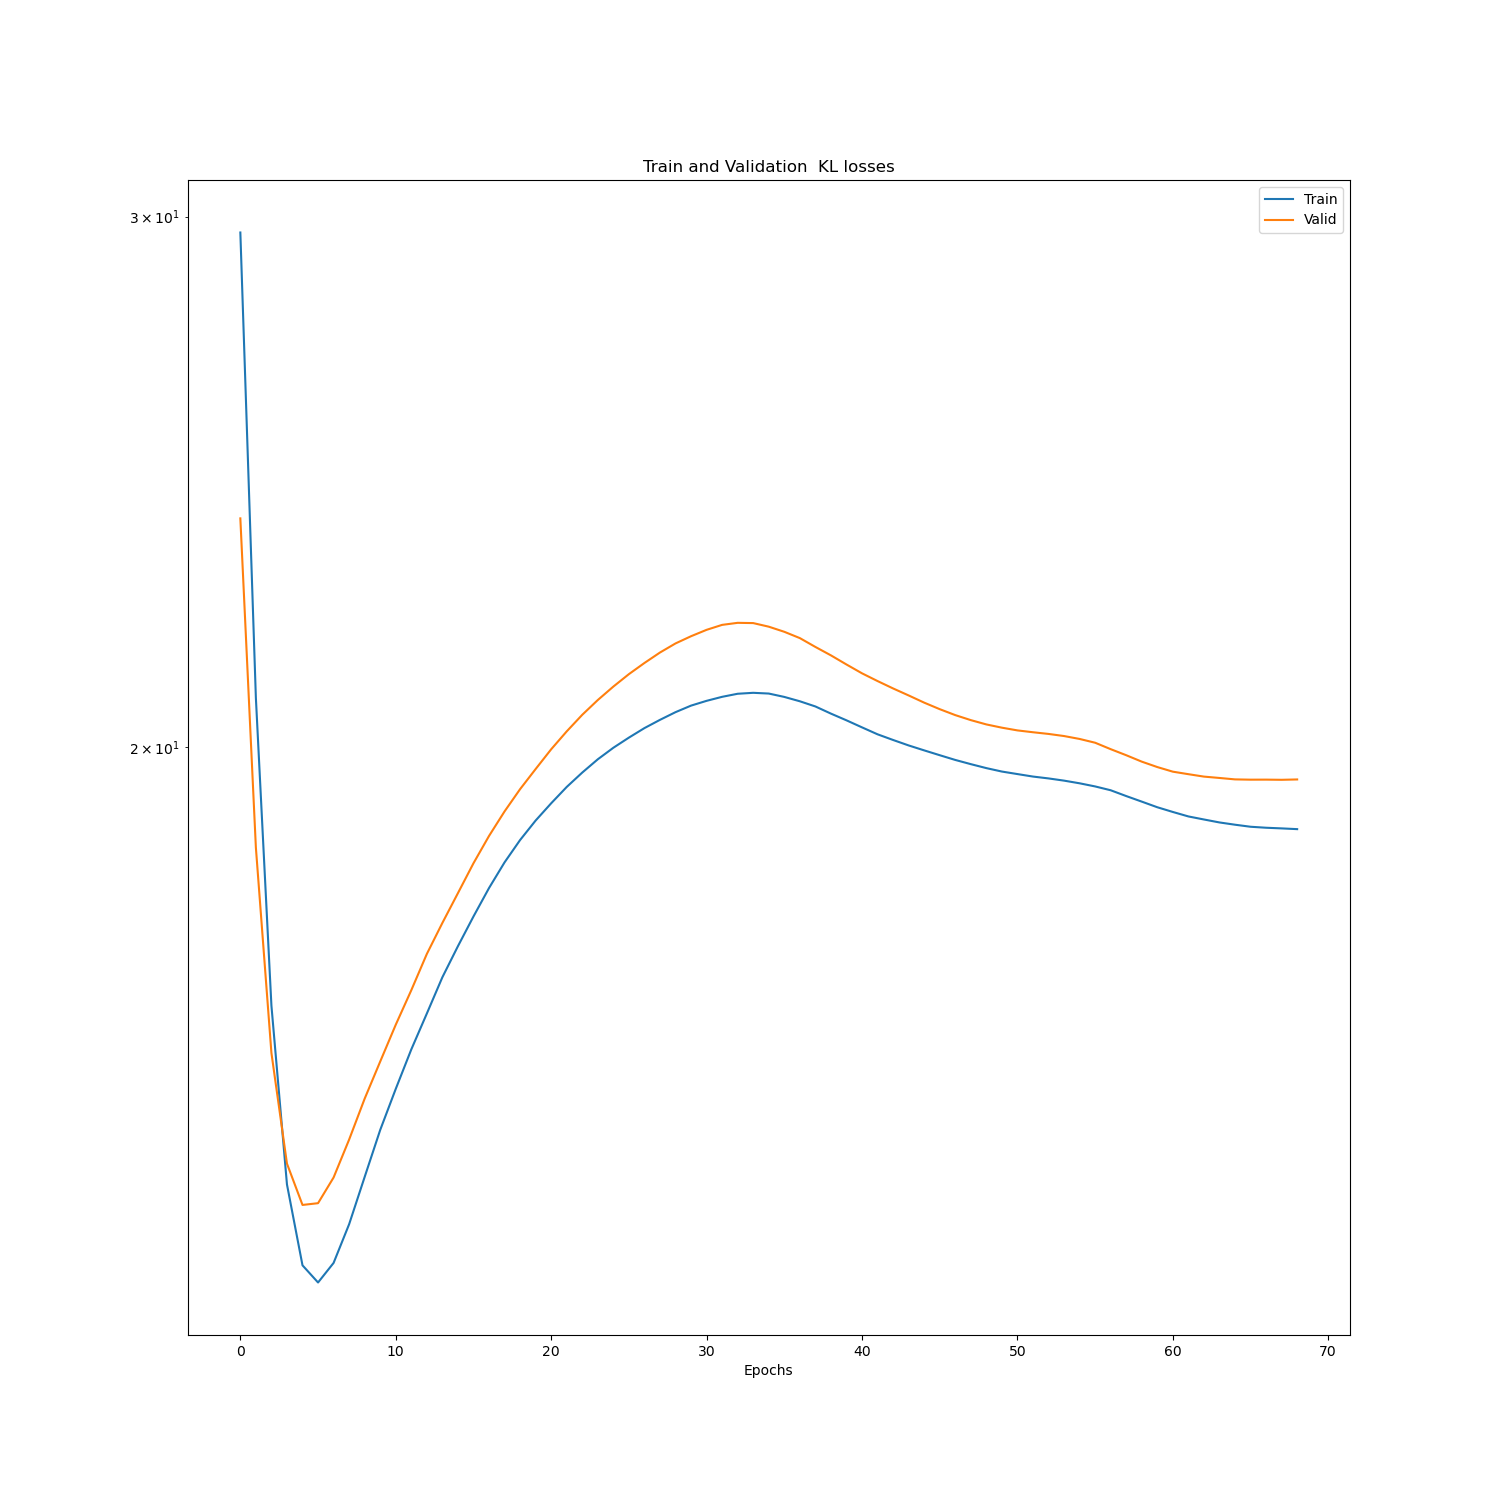 Train and Validation  KL losses
3 × 10¹
2 × 10¹
Train
Valid
0 10 20 30 40 50 60 70
Epochs